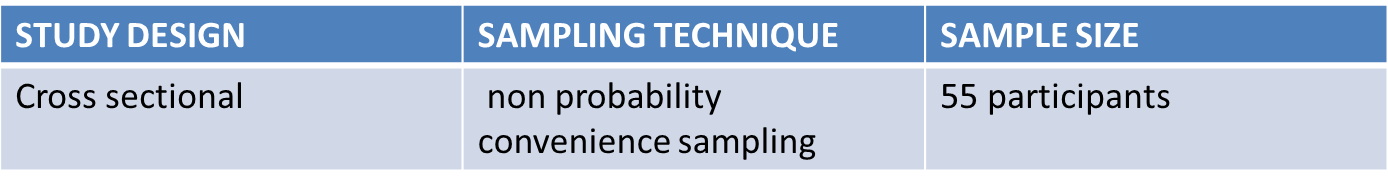 STUDY DESIGN SAMPLING TECHNIQUE SAMPLE SIZE
Cross sectional non probability 55 participants
convenience sampling